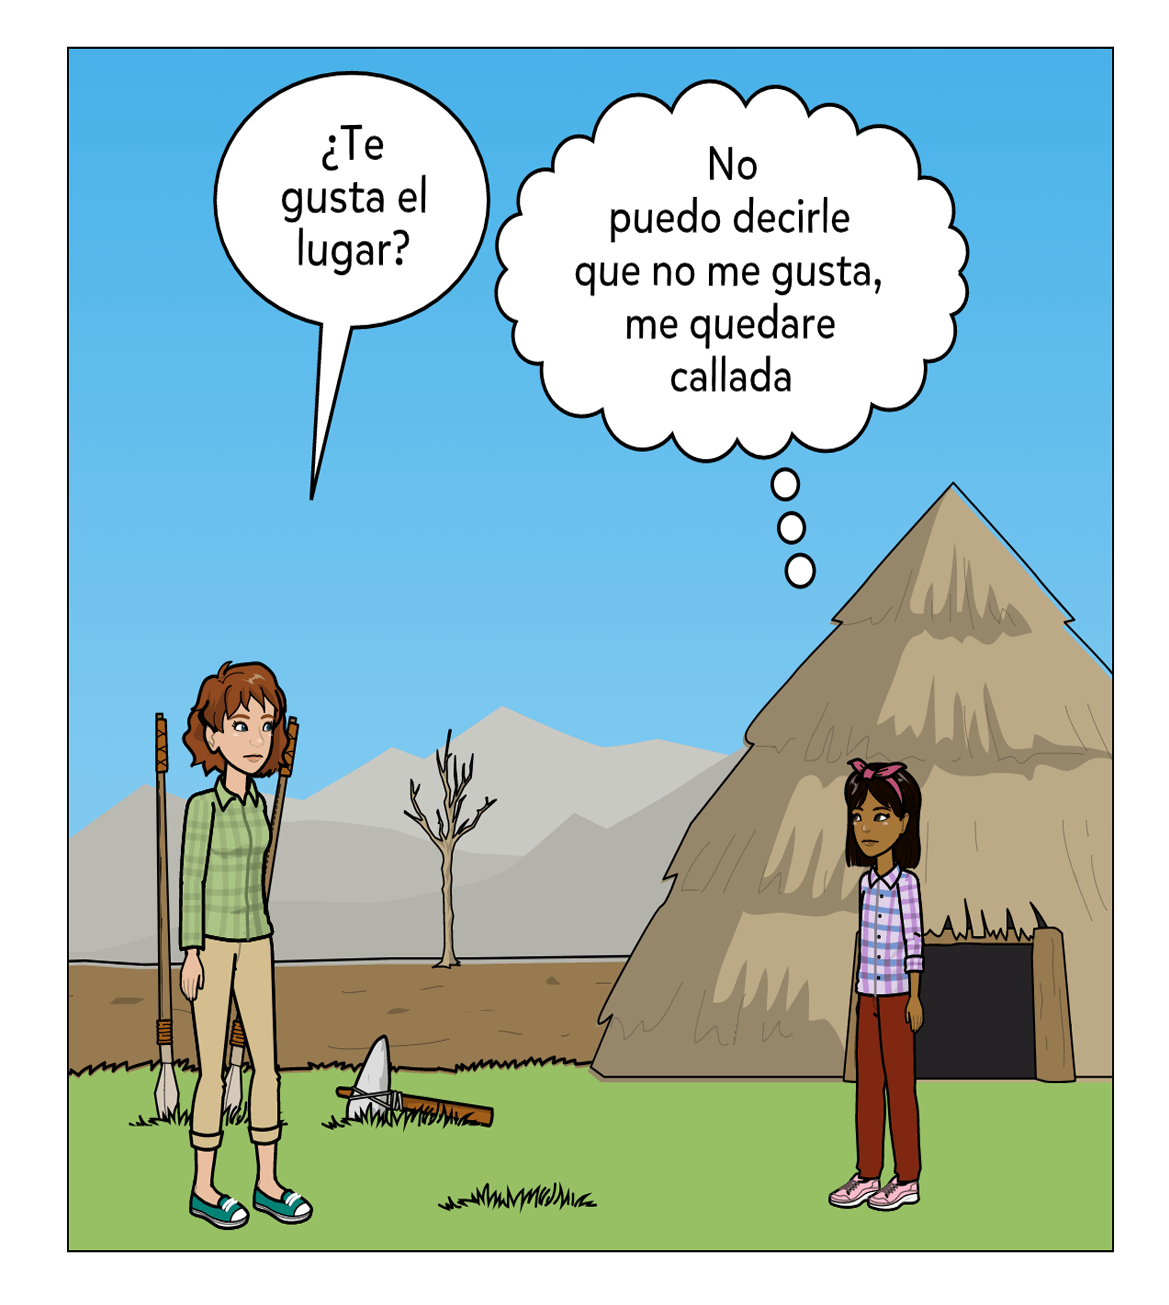 ¿Te
gusta el
lugar?
No
puedo decirle
que no me gusta,
me quedare
callada